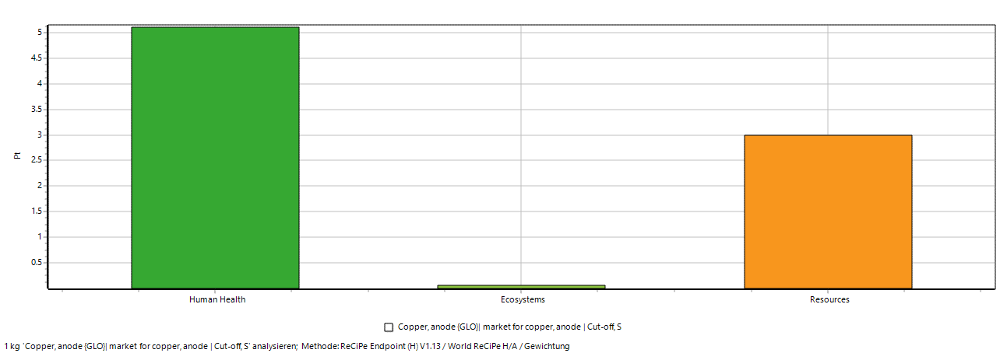 5
4.5
4
3.5
3
2.5
2
1.5
1
0.5
Pt
Human Health
Ecosystems
Resources
Copper, anode {GLO}| market for copper, anode | Cut-off, S
1 kg 'Copper, anode {GLO}| market for copper, anode | Cut-off, S' analysieren; Methode: ReCiPe Endpoint (H) V1.13 / World ReCiPe H/A / Gewichtung